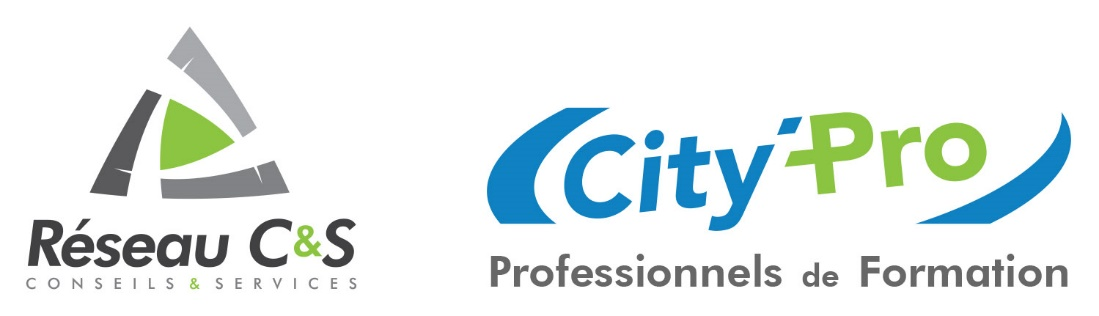 Réseau C&S
CONSEILS & SERVICES
City'Pro
Professionnels de Formation